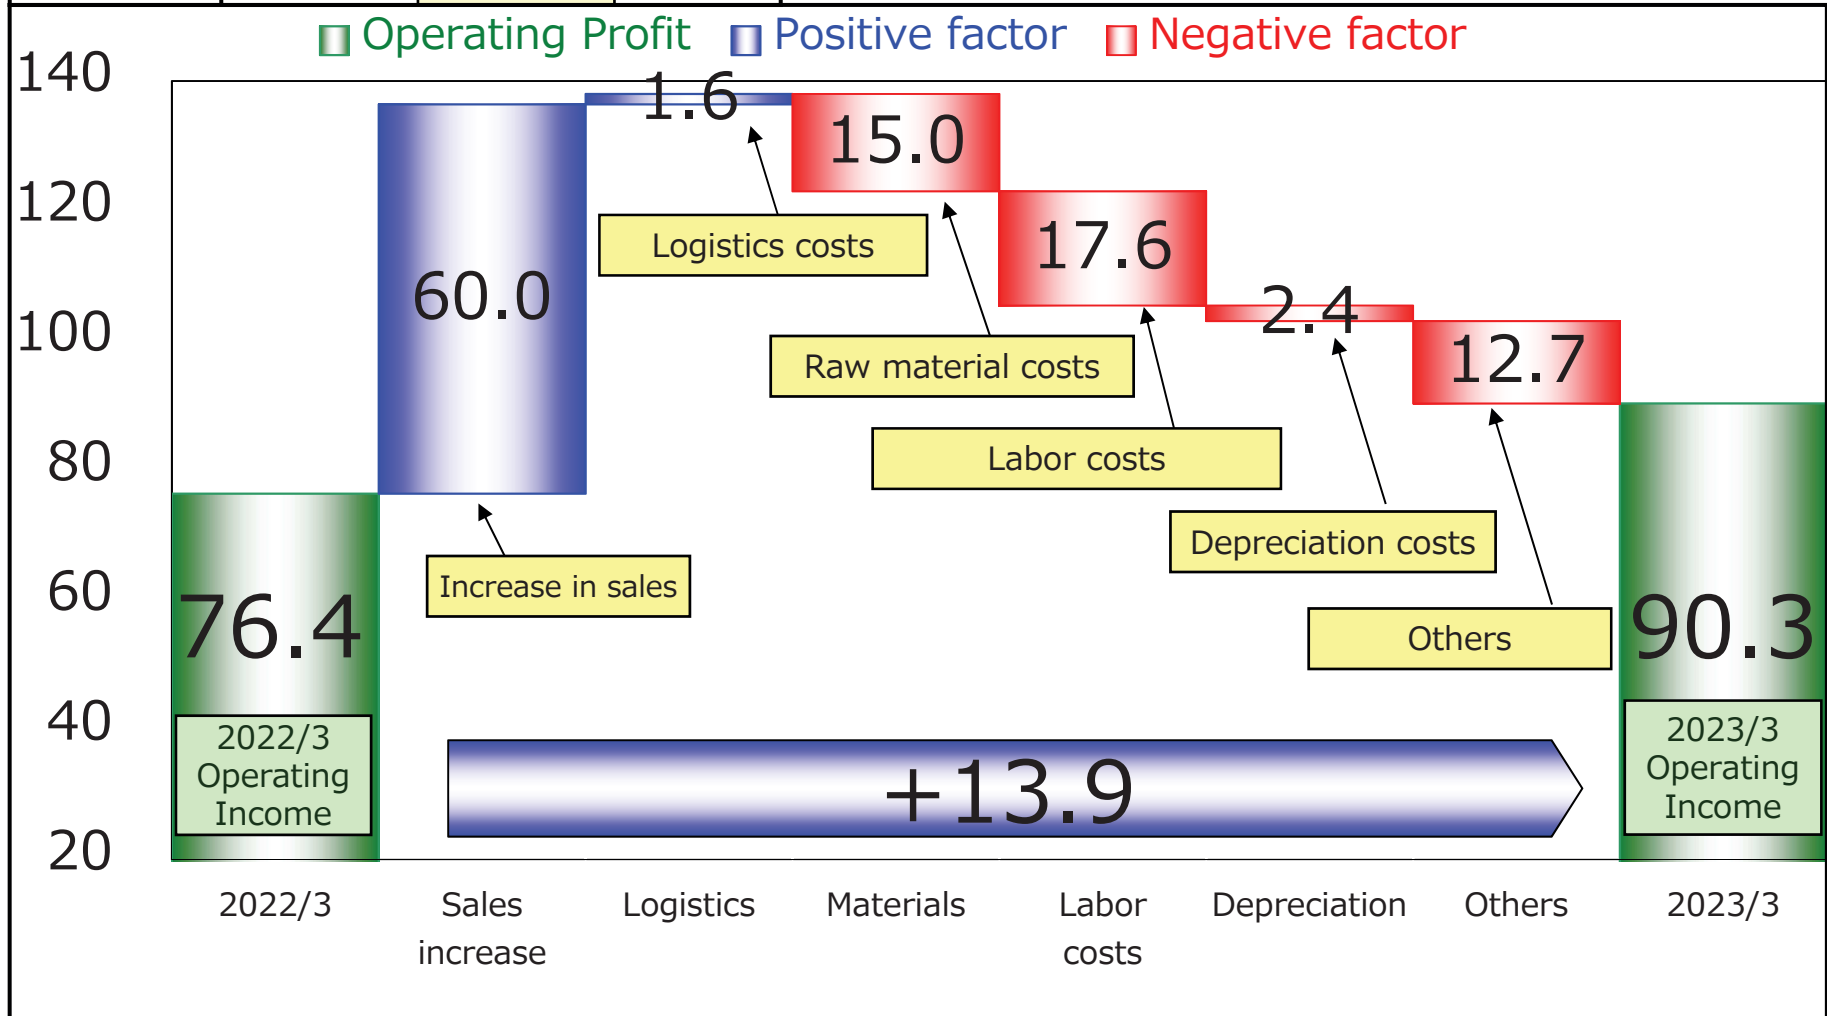 Operating Profit Positive factor Negative factor
140
120
100
80
60
40
20
1.6
15.0
60.0
17.6
2.4
12.7
76.4
90.3
Logistics costs
Raw material costs
Labor costs
Depreciation costs
Increase in sales
Others
2022/3
Operating
Income
+13.9
2023/3
Operating
Income
2022/3
Sales
increase
Logistics
Materials
Labor
costs
Depreciation
Others
2023/3